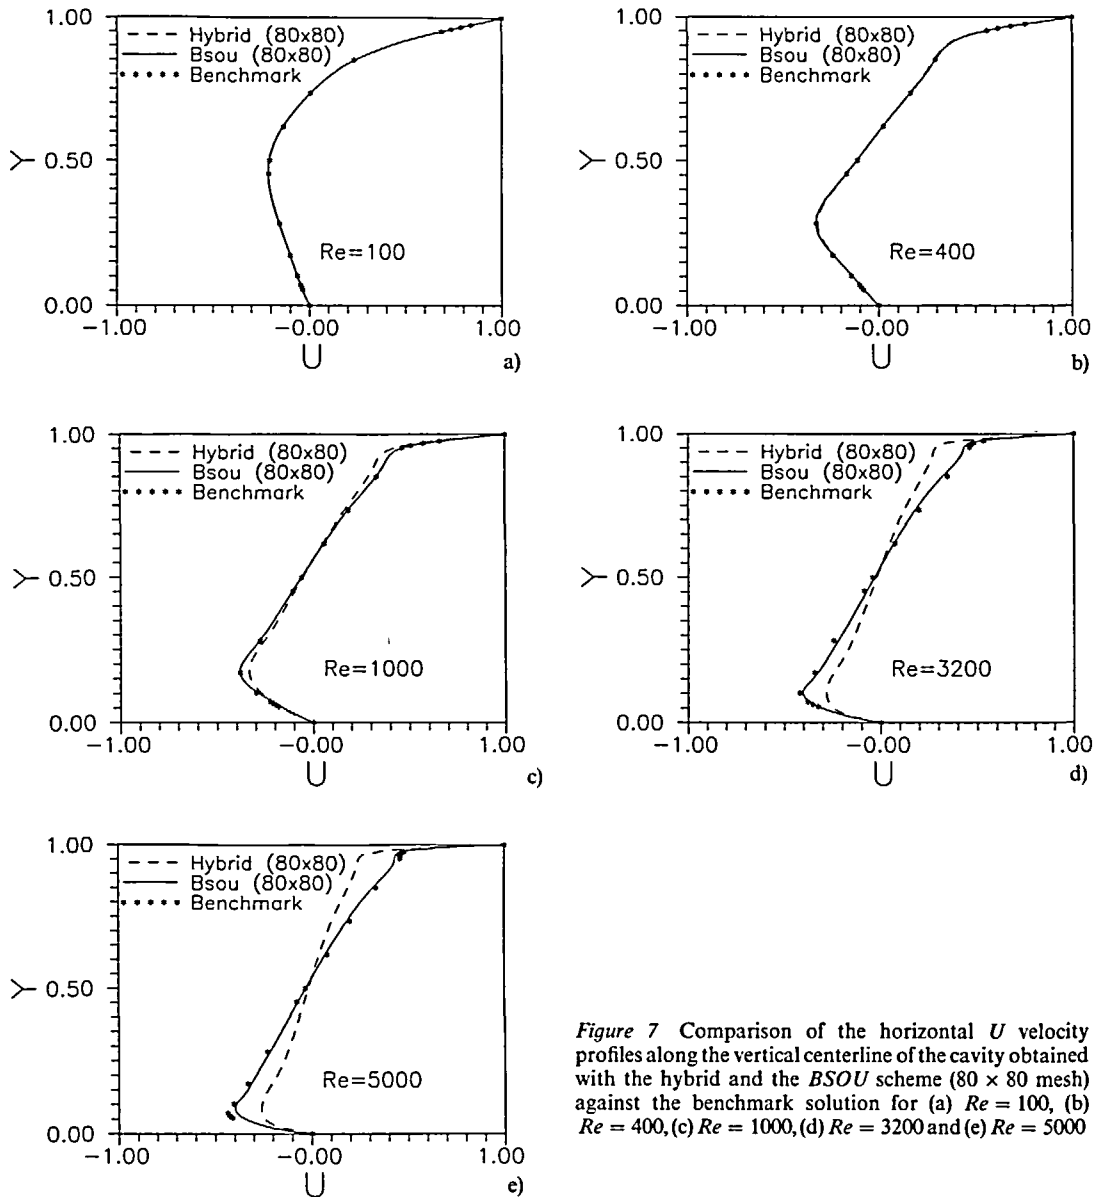 1.00
Hybrid (80x80)
Bsou (80x80)
Benchmark
Y
0.50
Re=100
0.00
-1.00
-0.00
1.00
U
a)
1.00
Hybrid (80x80)
Bsou (80x80)
Benchmark
Y
0.50
Re=400
0.00
-1.00
-0.00
1.00
U
b)
1.00
Hybrid (80x80)
Bsou (80x80)
Benchmark
Y
0.50
Re=1000
0.00
-1.00
-0.00
1.00
U
c)
1.00
Hybrid (80x80)
Bsou (80x80)
Benchmark
Y
0.50
Re=3200
0.00
-1.00
-0.00
1.00
U
d)
1.00
Hybrid (80x80)
Bsou (80x80)
Benchmark
Y
0.50
Re=5000
0.00
-1.00
-0.00
1.00
U
e)
Figure 7 Comparison of the horizontal U velocity
profiles along the vertical centerline of the cavity obtained
with the hybrid and the BSOU scheme (80 × 80 mesh)
against the benchmark solution for (a) Re = 100, (b)
Re = 400, (c) Re = 1000, (d) Re = 3200 and (e) Re = 5000